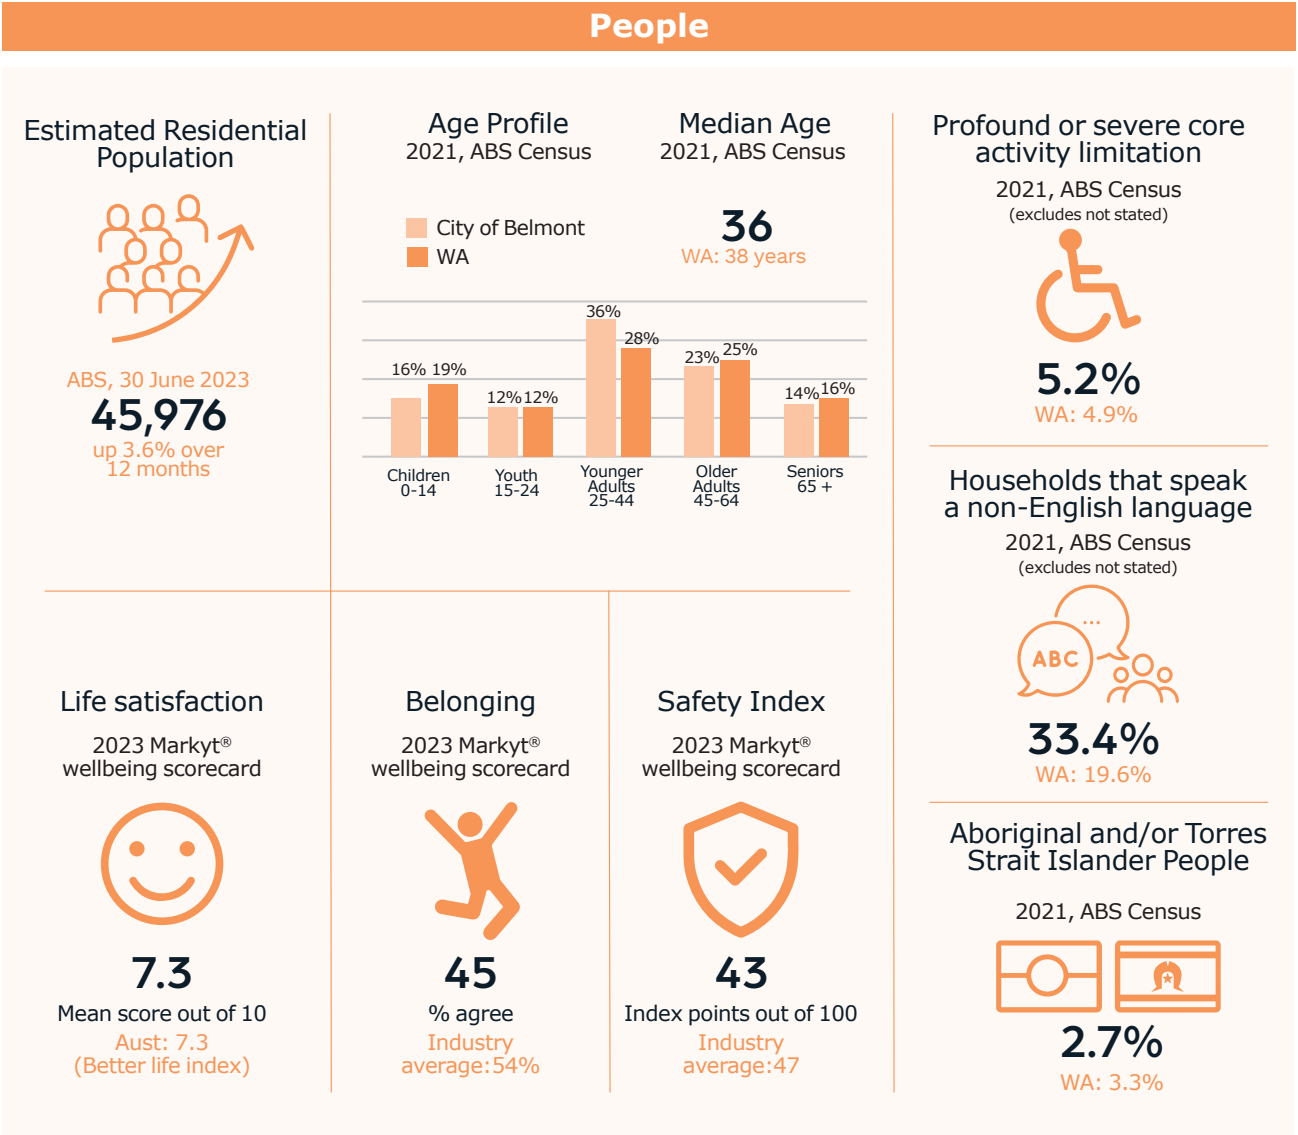 People
Estimated Residential
Population
ABS, 30 June 2023
45,976
up 3.6% over
12 months
Age Profile
2021, ABS Census
Median Age
2021, ABS Census
City of Belmont
WA
36
WA: 38 years
16% 19%
12% 12%
36%
28%
23% 25%
14% 16%
Children
0-14
Youth
15-24
Younger
Adults
25-44
Older
Adults
45-64
Seniors
65 +
Profound or severe core
activity limitation
2021, ABS Census
(excludes not stated)
5.2%
WA: 4.9%
Households that speak
a non-English language
2021, ABS Census
(excludes not stated)
...
ABC
33.4%
WA: 19.6%
Aboriginal and/or Torres
Strait Islander People
2021, ABS Census
2.7%
WA: 3.3%
Life satisfaction
2023 Markyt®
wellbeing scorecard
7.3
Mean score out of 10
Aust: 7.3
(Better life index)
Belonging
2023 Markyt®
wellbeing scorecard
45
% agree
Industry
average:54%
Safety Index
2023 Markyt®
wellbeing scorecard
43
Index points out of 100
Industry
average:47